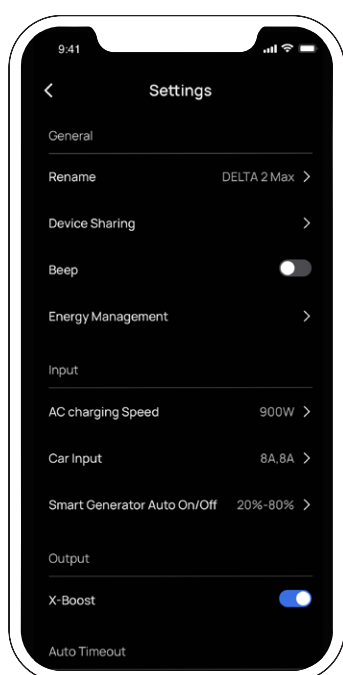 9:41
Settings
General
Rename DELTA 2 Max
Device Sharing
Beep
Energy Management
Input
AC charging Speed 900W
Car Input 8A,8A
Smart Generator Auto On/Off 20%-80%
Output
X-Boost
Auto Timeout